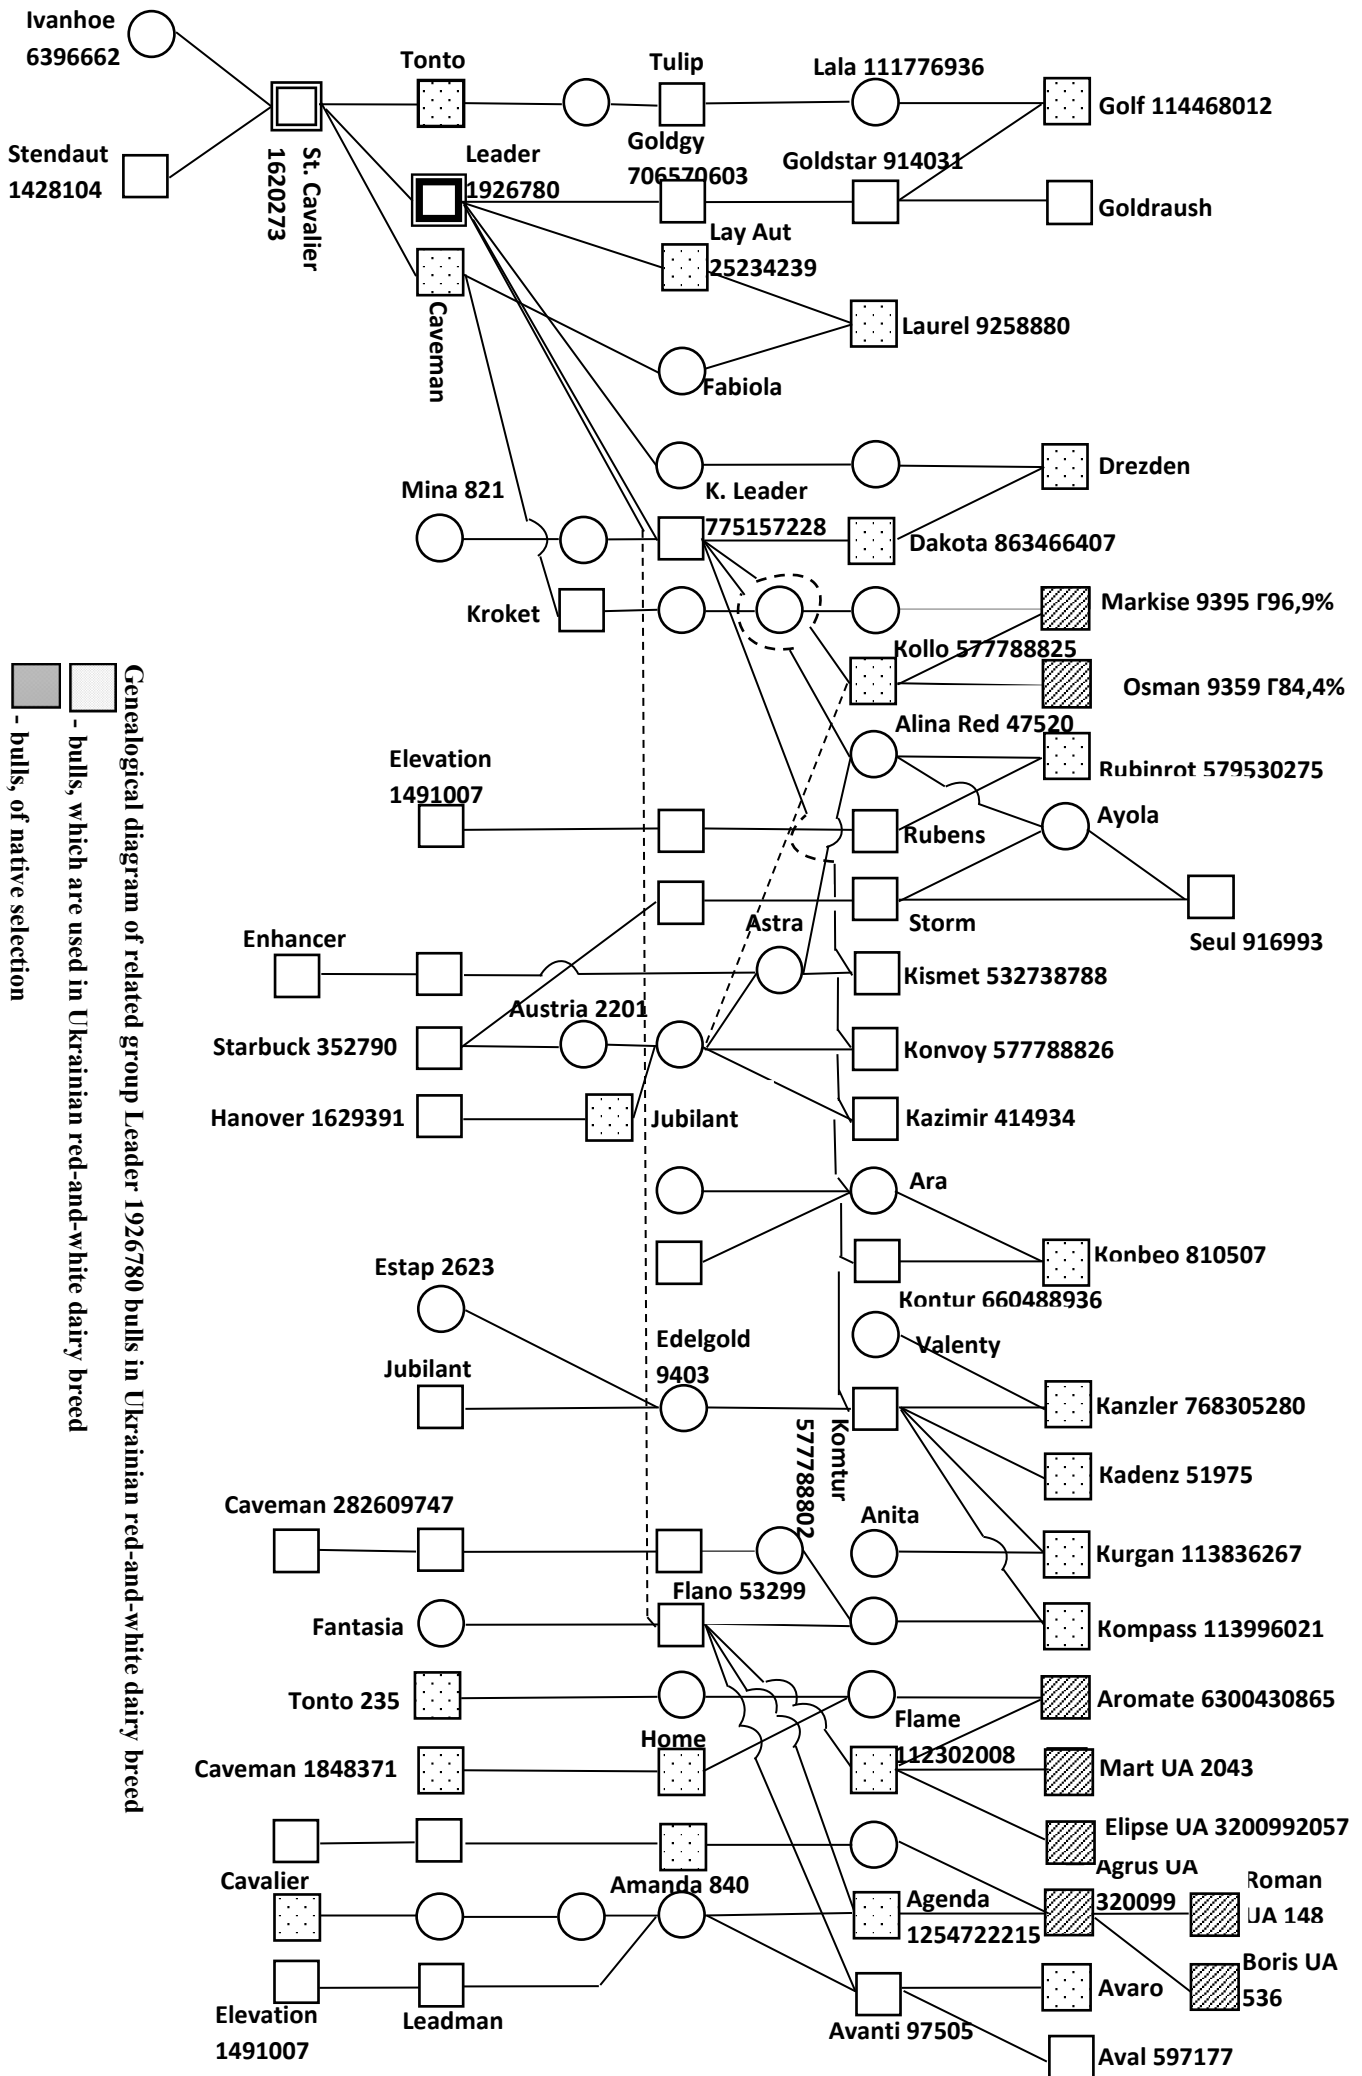 Ivanhoe
6396662
Tonto
Tulip
Lala 111776936
Golf 114468012
Stendaut
1428104
St. Cavalier
1620273
Leader
1926780
Goldgy
706570603
Goldstar 914031
Goldraush
Lay Aut
25234239
Caveman
Laurel 9258880
Fabiola
Drezden
Mina 821
K. Leader
775157228
Dakota 863466407
Kroket
Markise 9395 Г96,9%
Kollo 577788825
Osman 9359 Г84,4%
Alina Red 47520
Elevation
1491007
Rubinrot 579530275
Rubens
Ayola
Astra
Storm
Seul 916993
Enhancer
Kismet 532738788
Austria 2201
Starbuck 352790
Konvoy 577788826
Hanover 1629391
Jubilant
Kazimir 414934
Ara
Konbeo 810507
Estap 2623
Kontur 660488936
Edelgold
9403
Valenty
Jubilant
Kanzler 768305280
Komtur
577788802
Kadenz 51975
Caveman 282609747
Anita
Kurgan 113836267
Flano 53299
Fantasia
Kompass 113996021
Tonto 235
Aromate 6300430865
Flame
112302008
Home
Caveman 1848371
Mart UA 2043
Elipse UA 3200992057
Agrus UA
320099
Cavalier
Amanda 840
Agenda
1254722215
Roman
UA 148
Boris UA
536
Elevation
1491007
Leadman
Avaro
Avanti 97505
Aval 597177
Genealogical diagram of related group Leader 1926780 bulls in Ukrainian red-and-white dairy breed
- bulls, which are used in Ukrainian red-and-white dairy breed
- bulls, of native selection